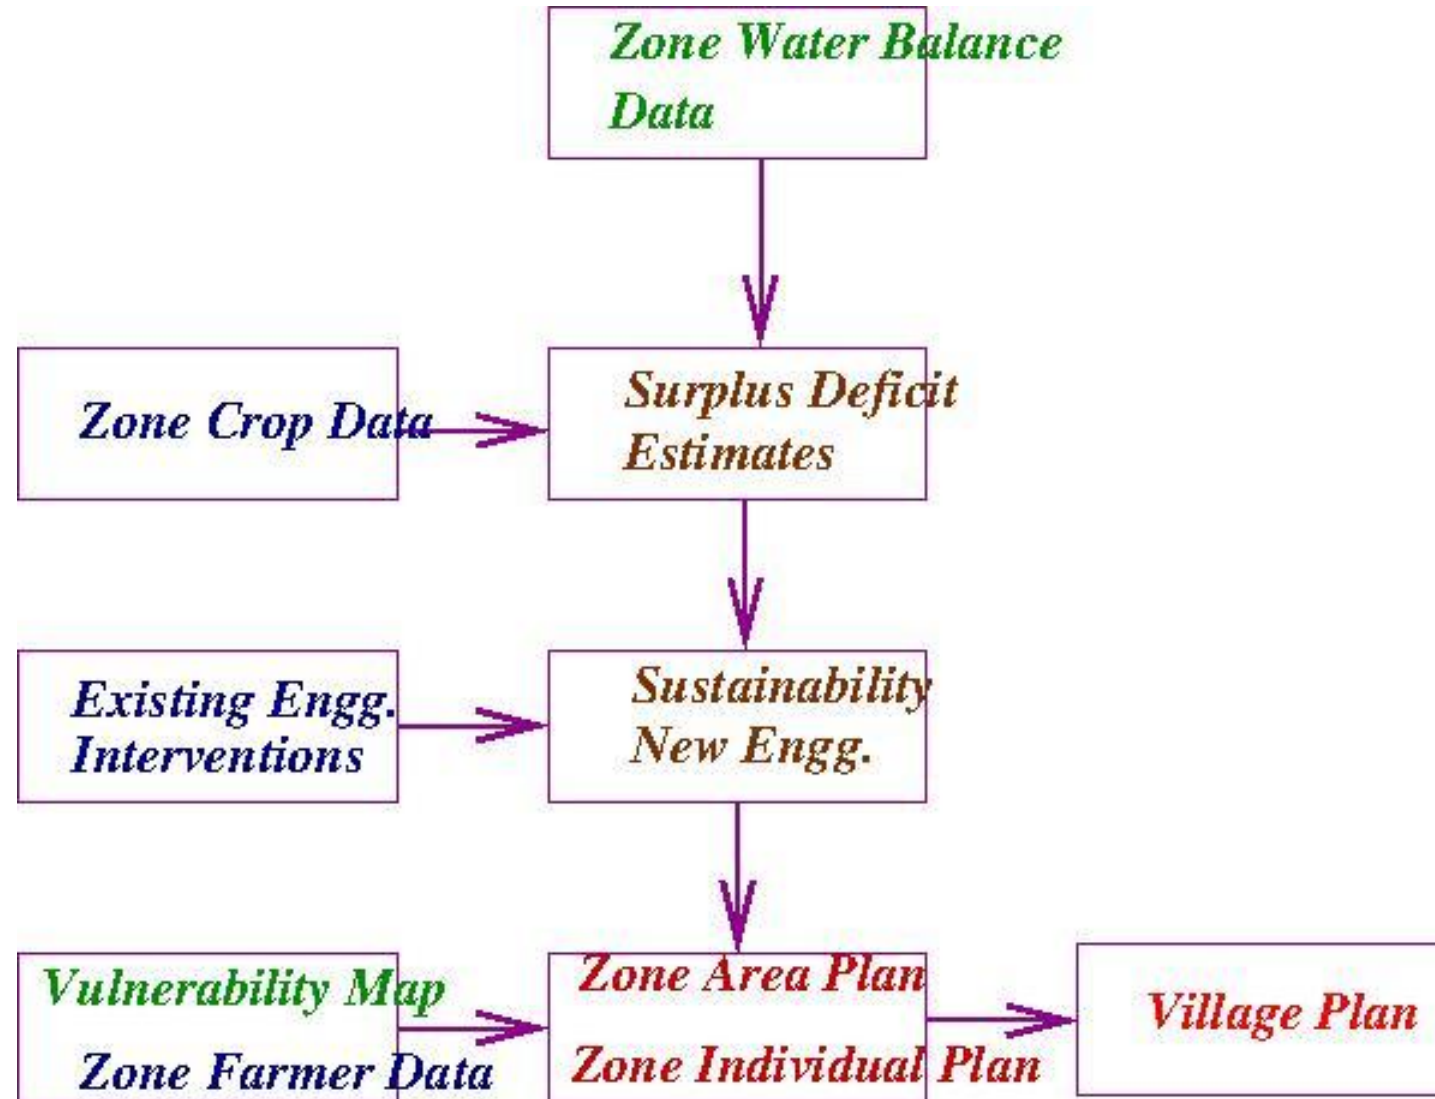 Zone Water Balance
Data
Zone Crop Data
Surplus Deficit
Estimates
Existing Engg.
Interventions
Sustainability
New Engg.
Vulnerability Map
Zone Farmer Data
Zone Area Plan
Zone Individual Plan
Village Plan